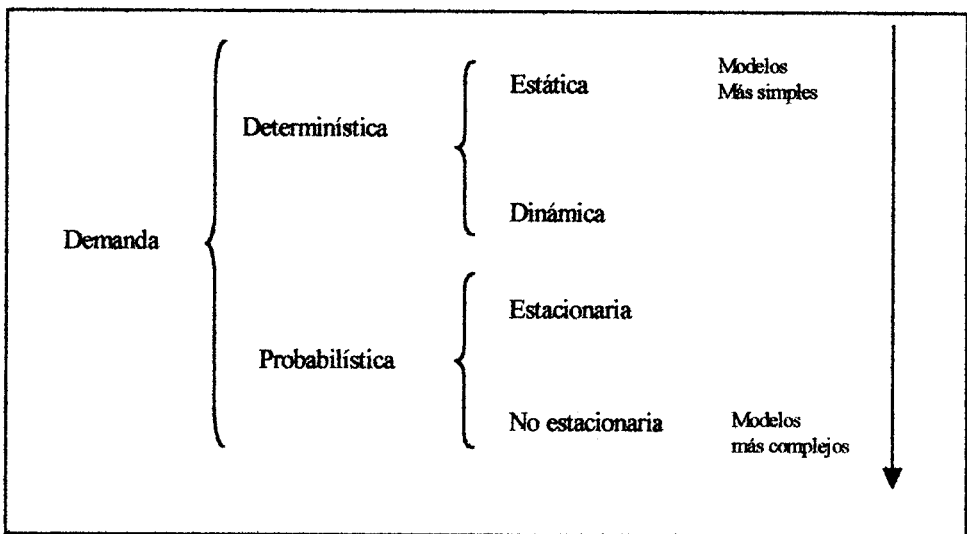 Demanda
Determinística
Estática
Modelos
Más simples
Dinámica
Probabilística
Estacionaria
No estacionaria
Modelos
más complejos